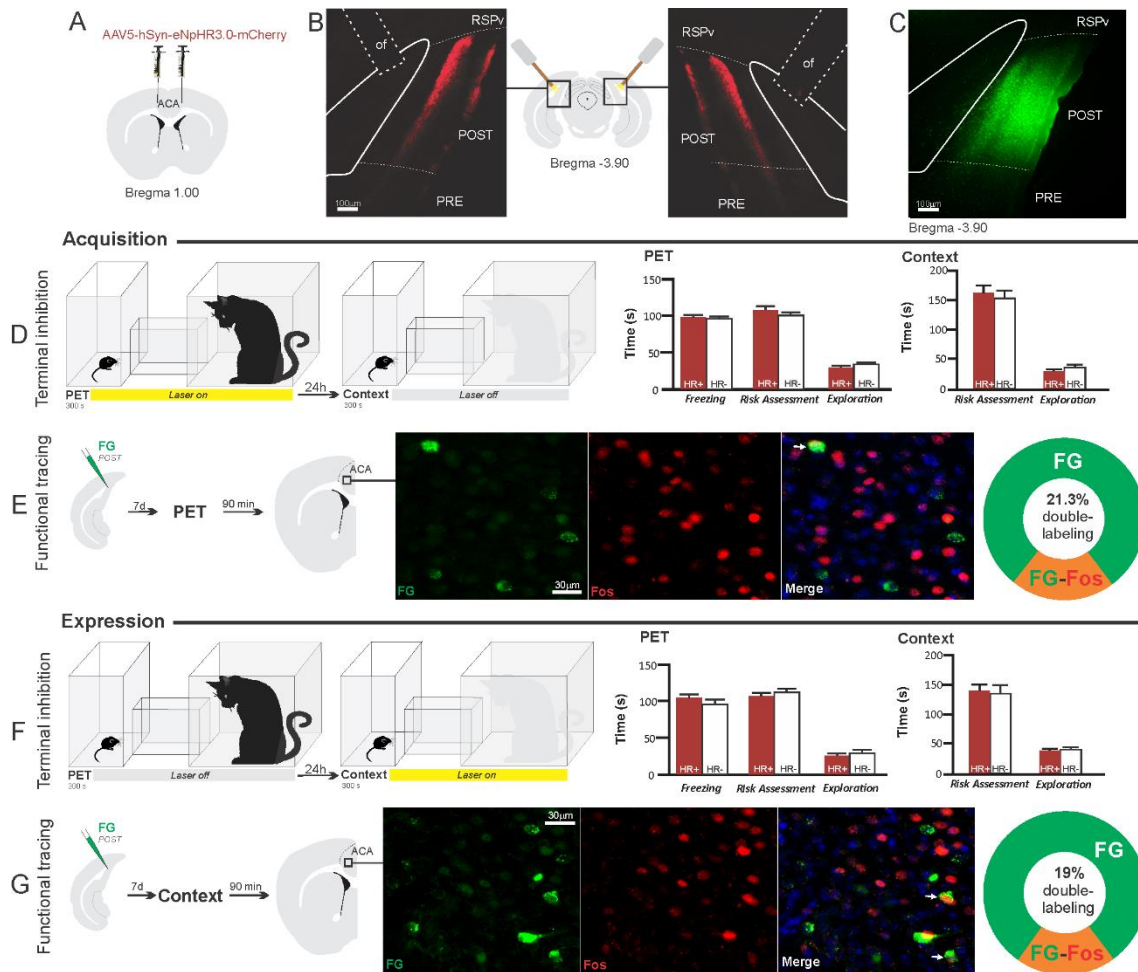 A
AAV5-hSyn-eNpHR3.0-mCherry
ACA
Bregma 1.00
B
of
RSPv
POST
PRE
100µm
Bregma -3.90
RSPv
of
POST
PRE
C
RSPv
POST
PRE
100µm
Bregma -3.90
Acquisition
D
Terminal inhibition
PET
300 s
Laser on
24h
Context
300 s
Laser off
PET
Time (s)
150
100
50
0
HR+
HR-
HR+
HR-
HR+
HR-
Freezing
Risk Assessment
Exploration
Context
Time (s)
200
150
100
50
0
HR+
HR-
HR+
HR-
Risk Assessment
Exploration
E
Functional tracing
FG
POST
7d
PET
90 min
ACA
FG
30µm
Fos
Merge
FG
21.3%
double-
labeling
FG-Fos
Expression
F
Terminal inhibition
PET
300 s
Laser off
24h
Context
300 s
Laser on
PET
Time (s)
150
100
50
0
HR+
HR-
HR+
HR-
HR+
HR-
Freezing
Risk Assessment
Exploration
Context
Time (s)
200
150
100
50
0
HR+
HR-
HR+
HR-
Risk Assessment
Exploration
G
Functional tracing
FG
POST
7d
Context
90 min
ACA
30µm
FG
Fos
Merge
FG
19%
double-
labeling
FG-Fos